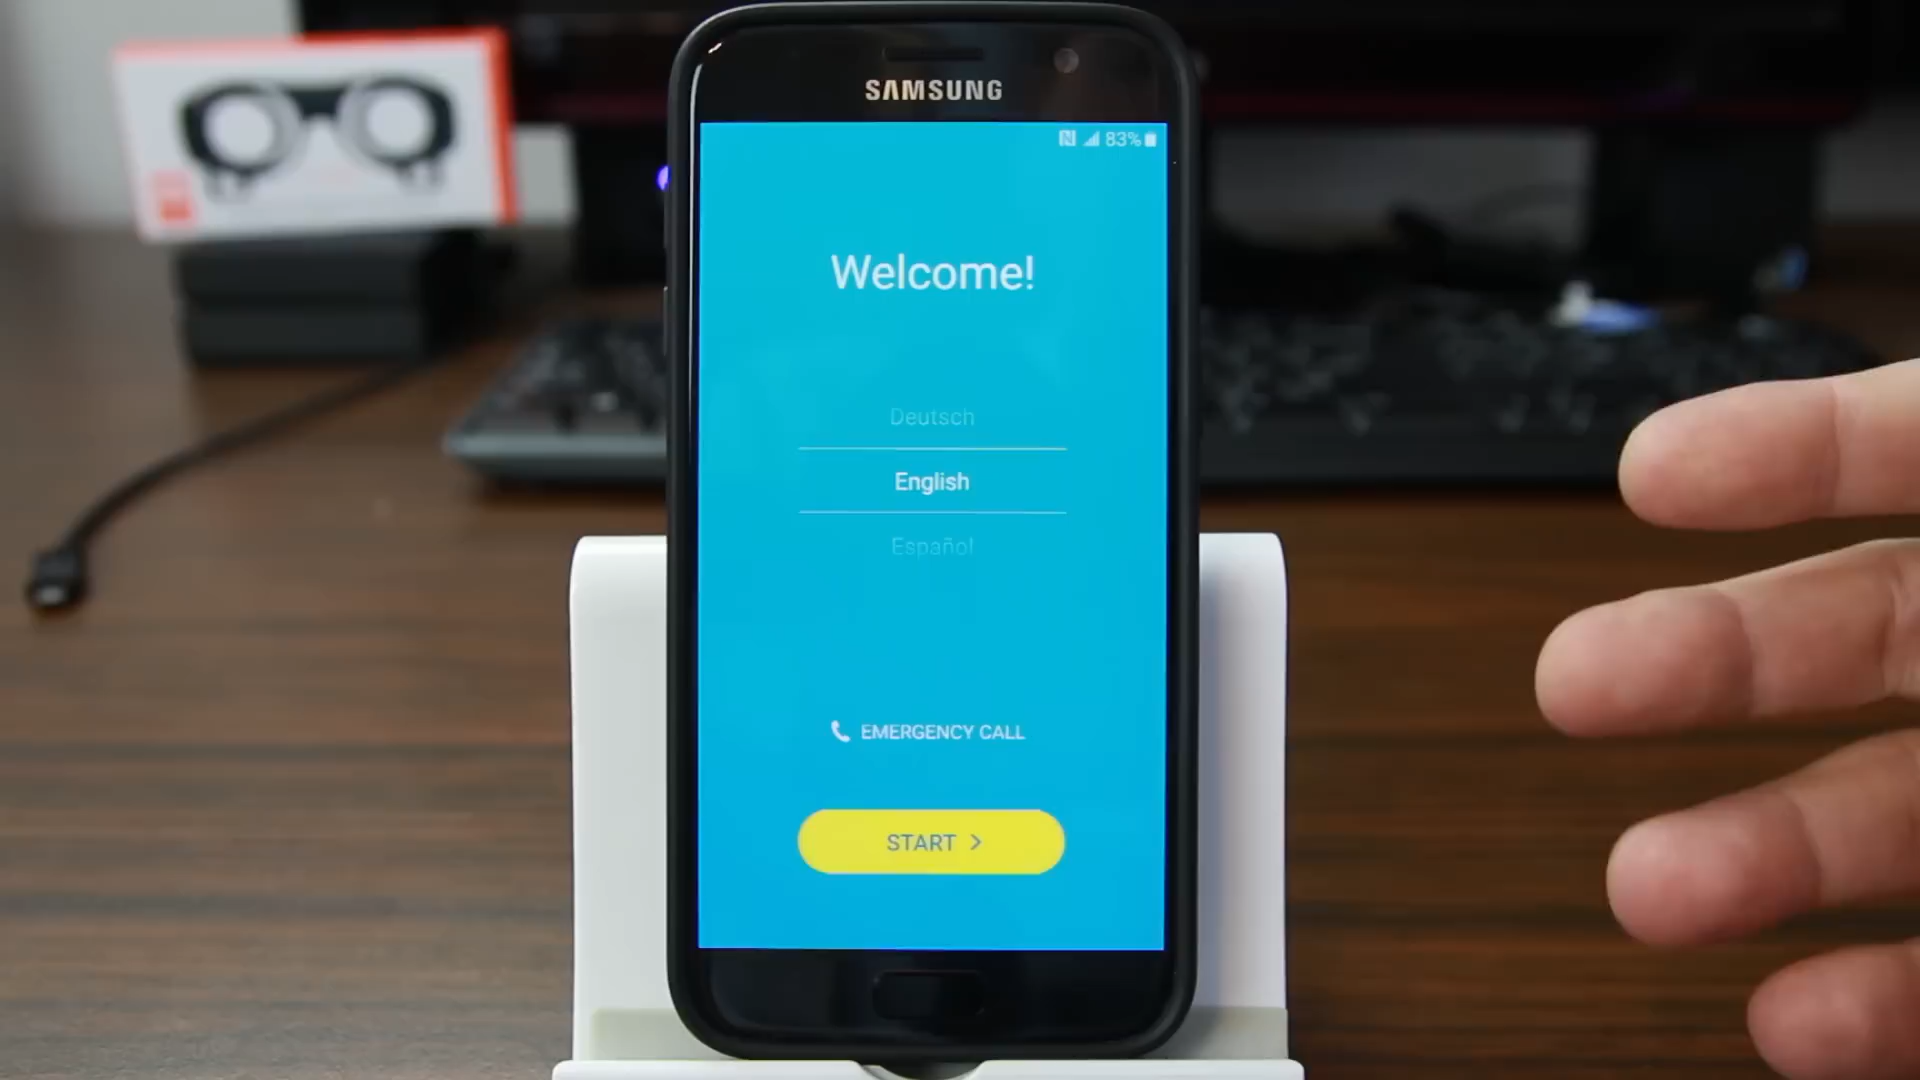 SAMSUNG
83%
Welcome!
Deutsch
English
Español
EMERGENCY CALL
START >